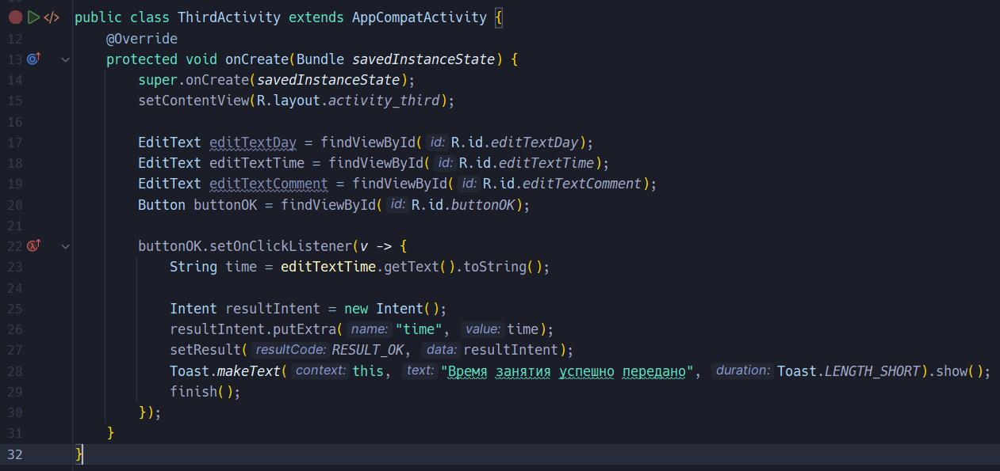 public class ThirdActivity extends AppCompatActivity {
12 @Override
13 protected void onCreate(Bundle savedInstanceState) {
14 super.onCreate(savedInstanceState);
15 setContentView(R.layout.activity_third);
16
17 EditText editTextDay = findViewById( id: R.id.editTextDay);
18 EditText editTextTime = findViewById( id: R.id.editTextTime);
19 EditText editTextComment = findViewById( id: R.id.editTextComment);
20 Button buttonOK = findViewById( id: R.id.buttonOK);
21
22 buttonOK.setOnClickListener(v -> {
23 String time = editTextTime.getText().toString();
24
25 Intent resultIntent = new Intent();
26 resultIntent.putExtra( name: "time", value: time);
27 setResult( resultCode: RESULT_OK, data: resultIntent);
28 Toast.makeText( context: this, text: "Время занятия успешно передано", duration: Toast.LENGTH_SHORT).show();
29 finish();
30 });
31 }
32 }